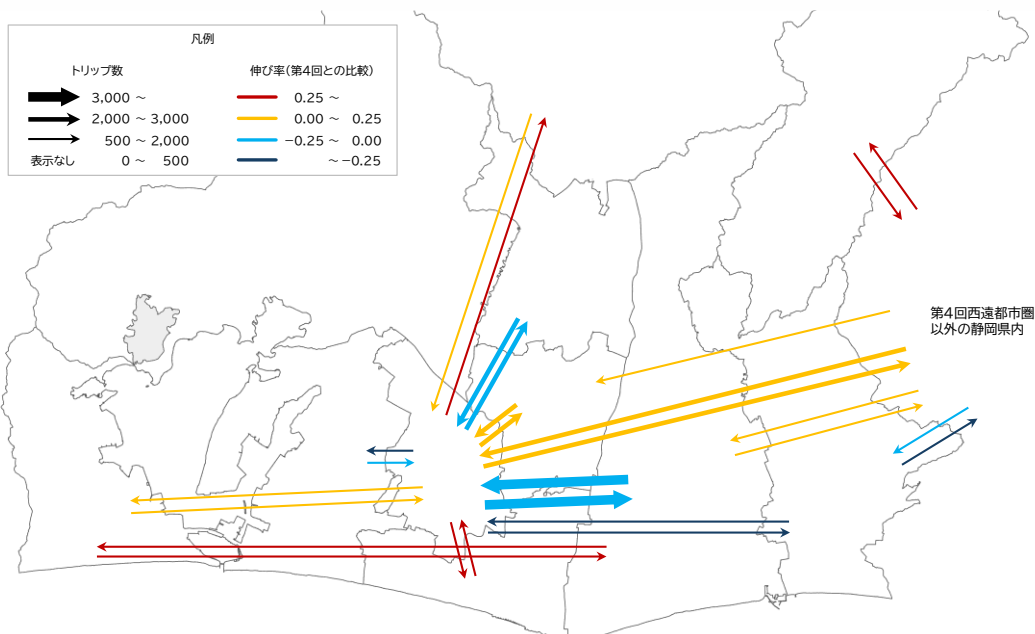 凡例
トリップ数 伸び率(第4回との比較)
3,000 ～ 0.25 ～
2,000 ～ 3,000 0.00 ～ 0.25
500 ～ 2,000 −0.25 ～ 0.00
表示なし 0 ～ 500 ～−0.25
第4回西遠都市圏
以外の静岡県内